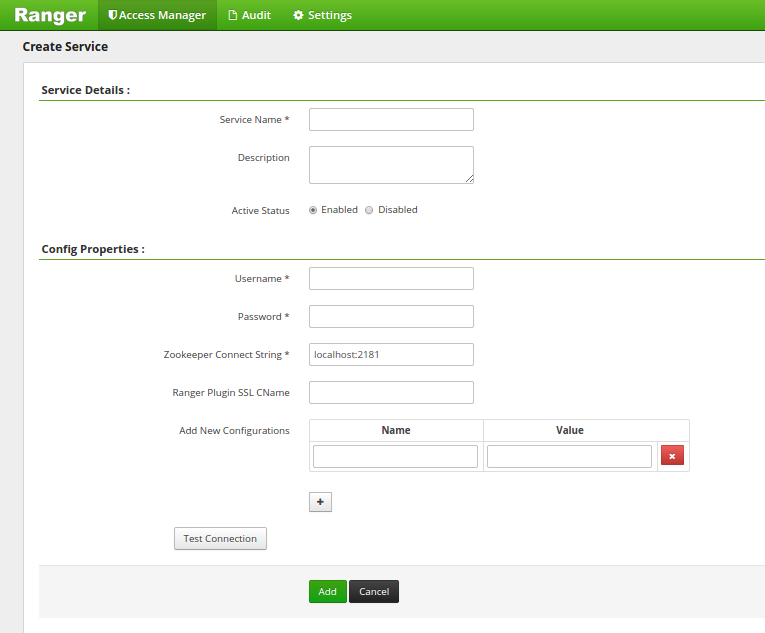 Ranger Access Manager Audit Settings
Create Service
Service Details :
Service Name *
Description
Active Status Enabled Disabled
Config Properties :
Username *
Password *
Zookeeper Connect String * localhost:2181
Ranger Plugin SSL CName
Add New Configurations Name Value
Test Connection
Add Cancel